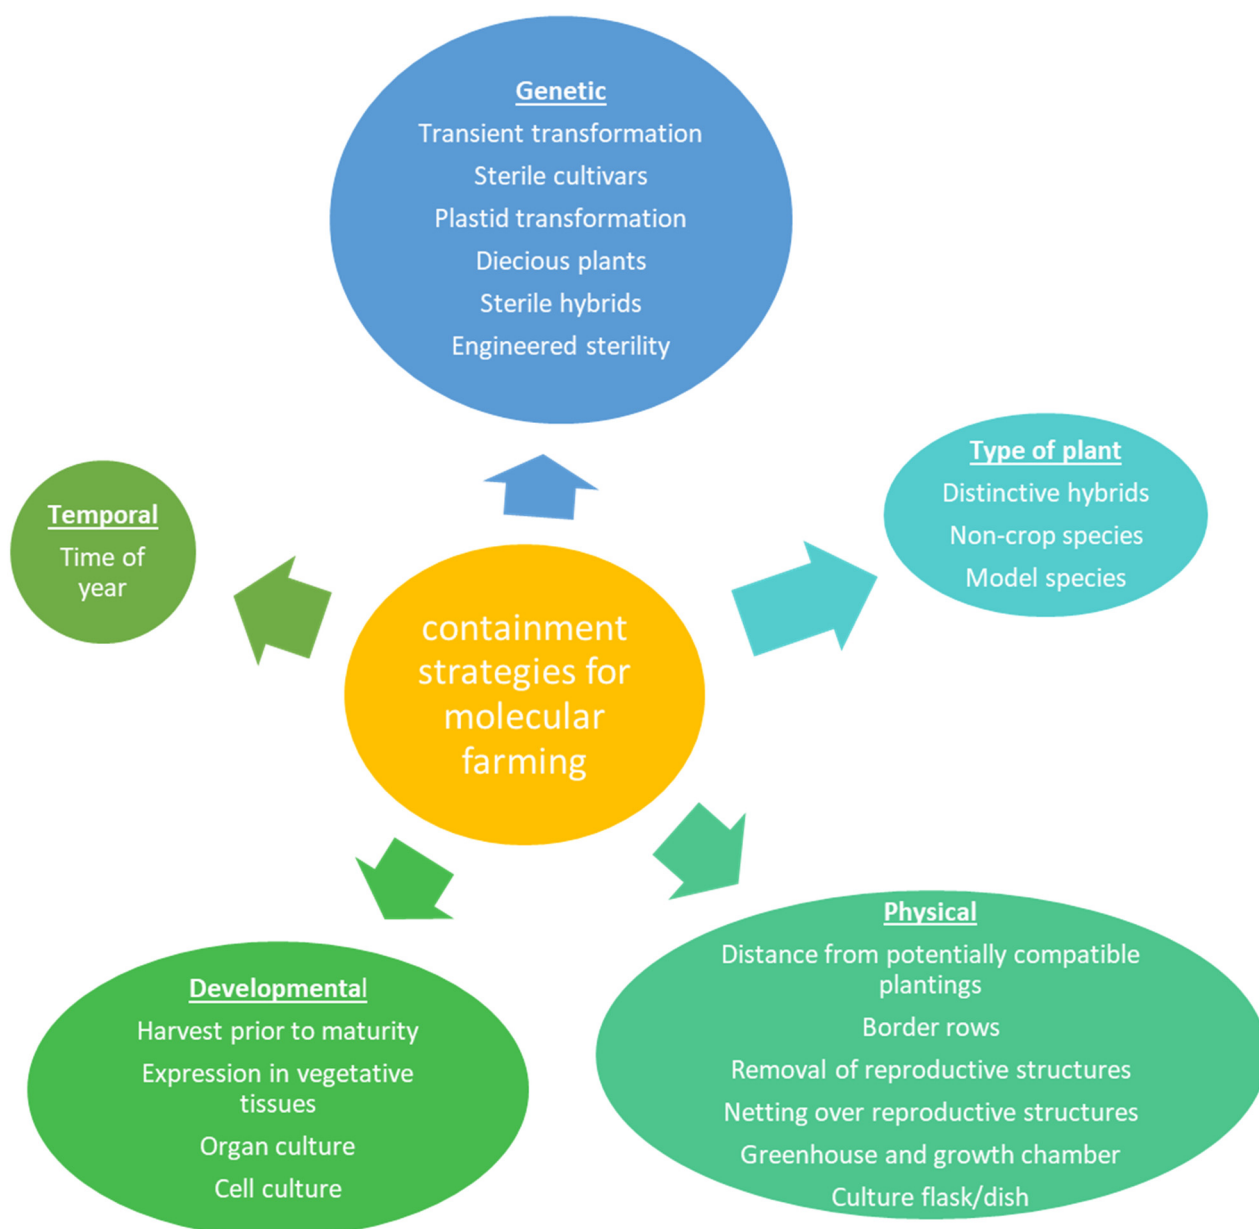 Genetic
Transient transformation
Sterile cultivars
Plastid transformation
Diecious plants
Sterile hybrids
Engineered sterility
Type of plant
Distinctive hybrids
Non-crop species
Model species
Temporal
Time of
year
containment
strategies for
molecular
farming
Physical
Distance from potentially compatible
plantings
Border rows
Removal of reproductive structures
Netting over reproductive structures
Greenhouse and growth chamber
Culture flask/dish
Developmental
Harvest prior to maturity
Expression in vegetative
tissues
Organ culture
Cell culture